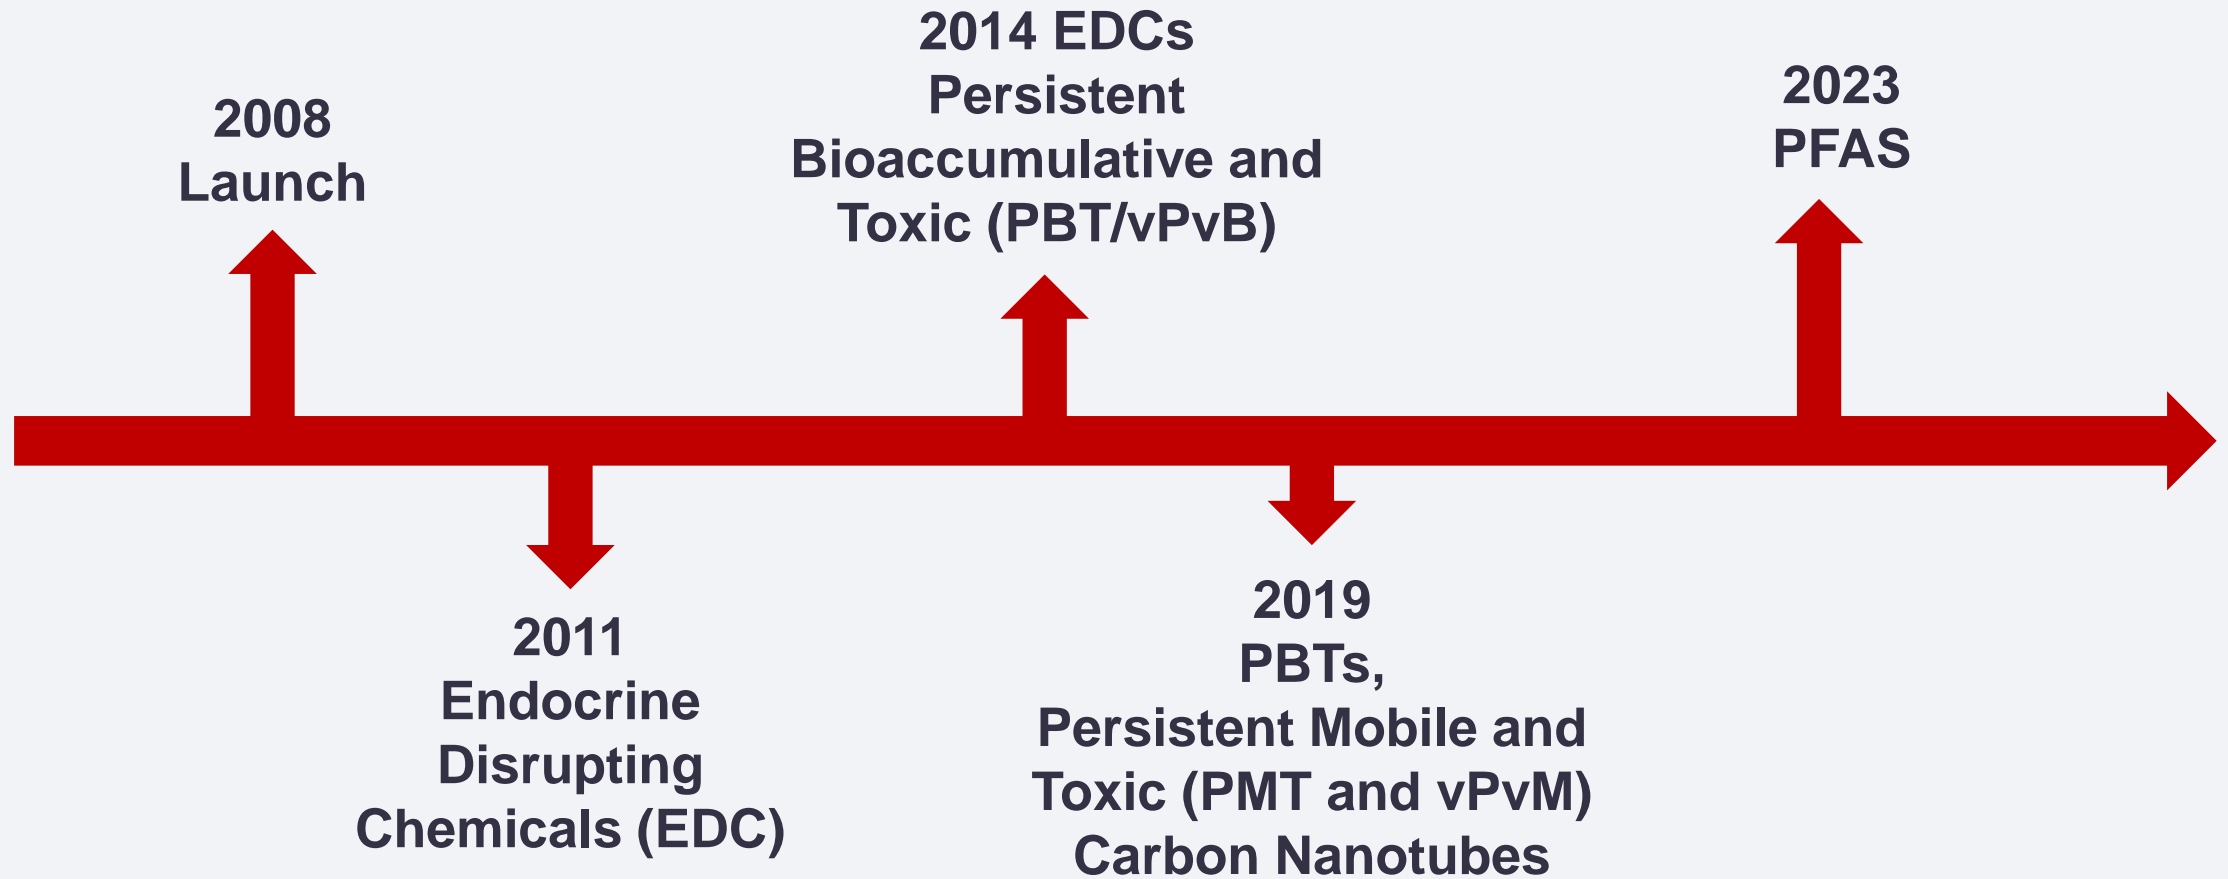 2008
Launch
2011
Endocrine
Disrupting
Chemicals (EDC)
2014 EDCs
Persistent
Bioaccumulative and
Toxic (PBT/vPvB)
2019
PBTs,
Persistent Mobile and
Toxic (PMT and vPvM)
Carbon Nanotubes
2023
PFAS